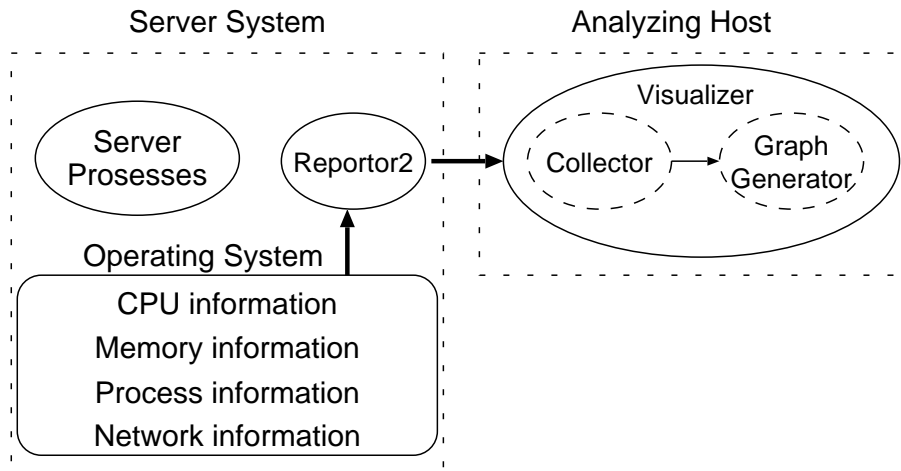 Server System
Analyzing Host
Server
Prosesses
Reportor2
Visualizer
Collector
Graph
Generator
Operating System
CPU information
Memory information
Process information
Network information